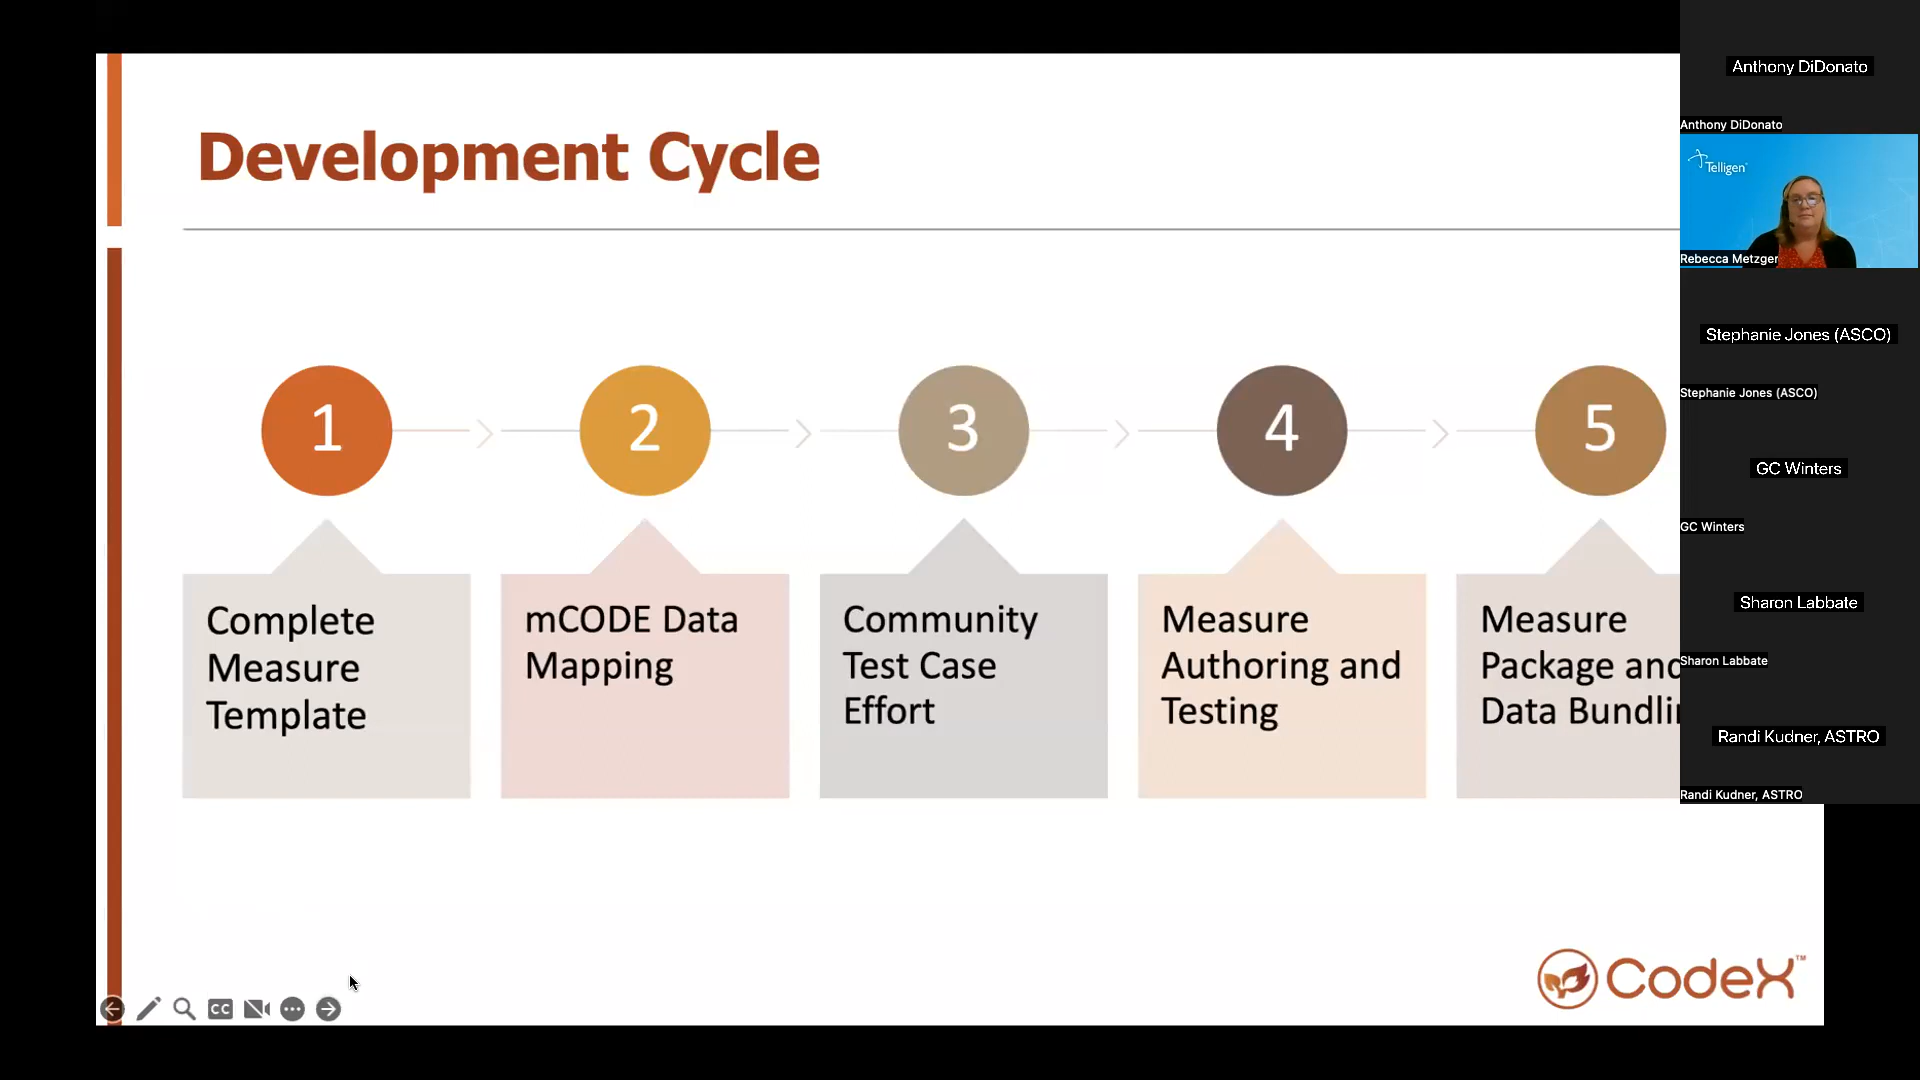 Development Cycle
1
2
3
4
5
Complete
Measure
Template
mCODE Data
Mapping
Community
Test Case
Effort
Measure
Authoring and
Testing
Measure
Package and
Data Bundli
CodeX™
CC
Anthony DiDonato
Anthony DiDonato
Telligen
Rebecca Metzger
Stephanie Jones (ASCO)
Stephanie Jones (ASCO)
GC Winters
GC Winters
Sharon Labbate
Sharon Labbate
Randi Kudner, ASTRO
Randi Kudner, ASTRO